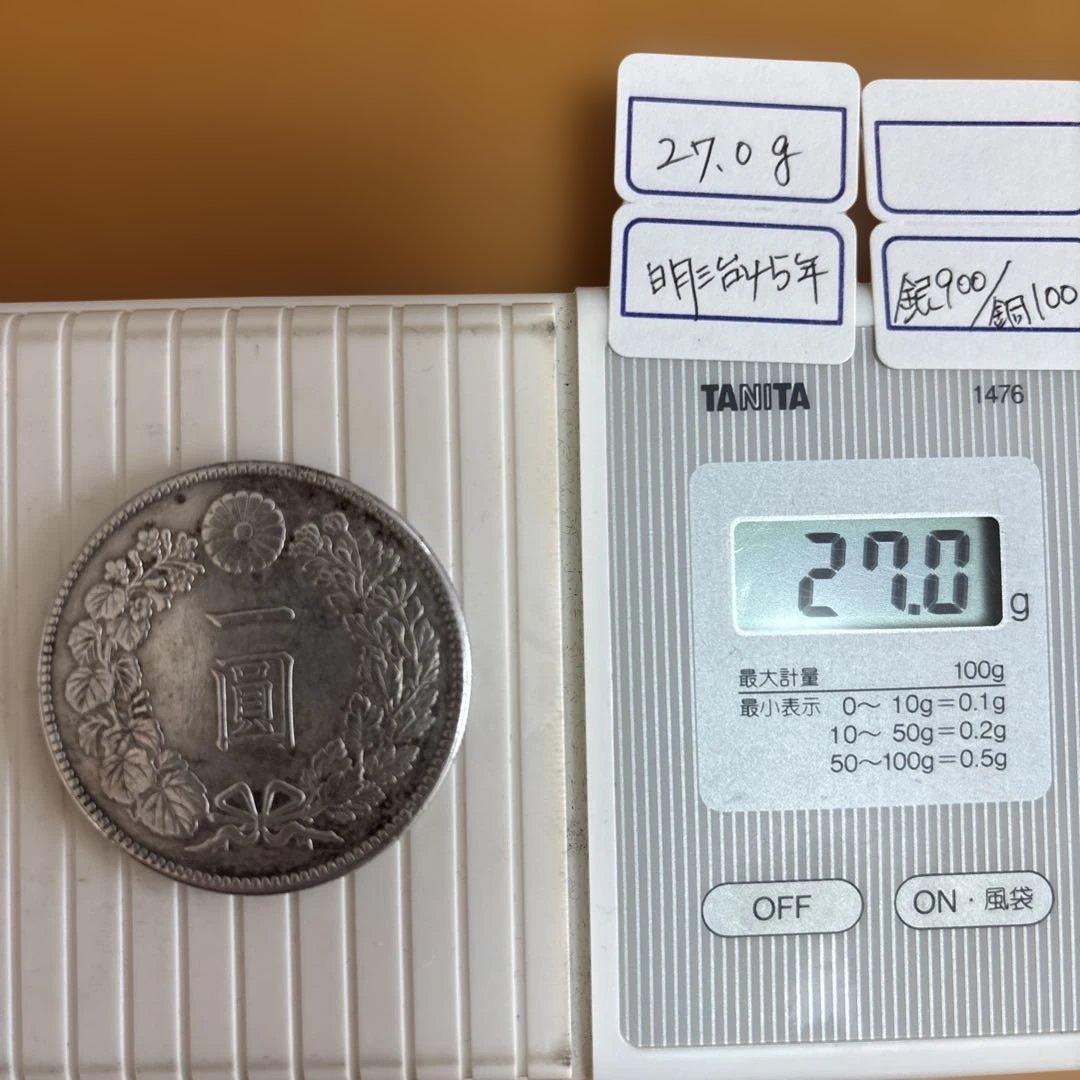 27.0g
明治45年
銀900/銅100
TANITA
1476
27.0 g
最大計量 100g
最小表示 0〜 10g=0.1g
10〜 50g=0.2g
50〜100g=0.5g
OFF
ON・風袋
一
圓